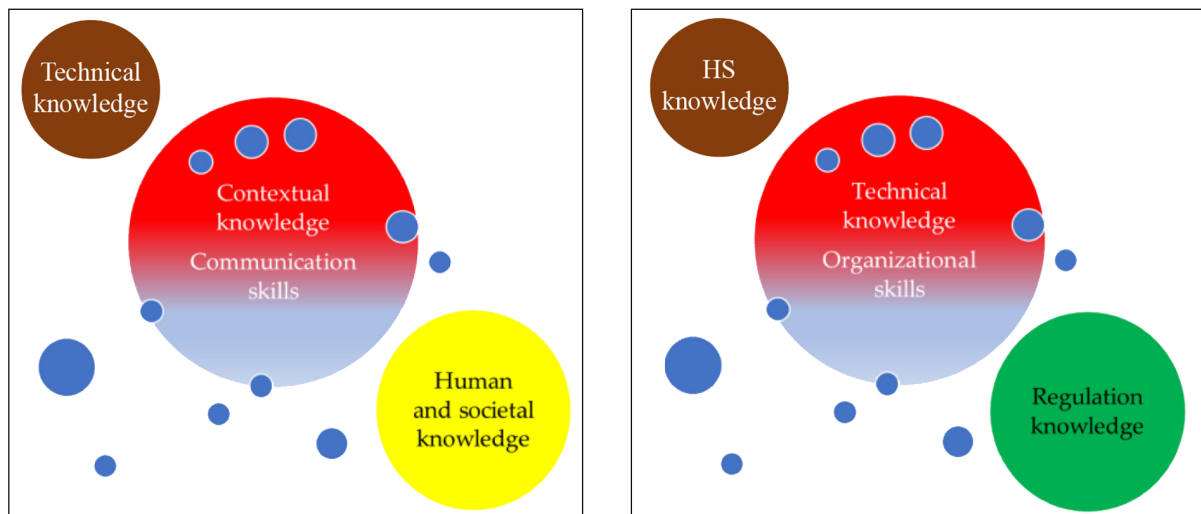 Technical
knowledge
Contextual
knowledge
Communication
skills
Human
and societal
knowledge
HS
knowledge
Technical
knowledge
Organizational
skills
Regulation
knowledge